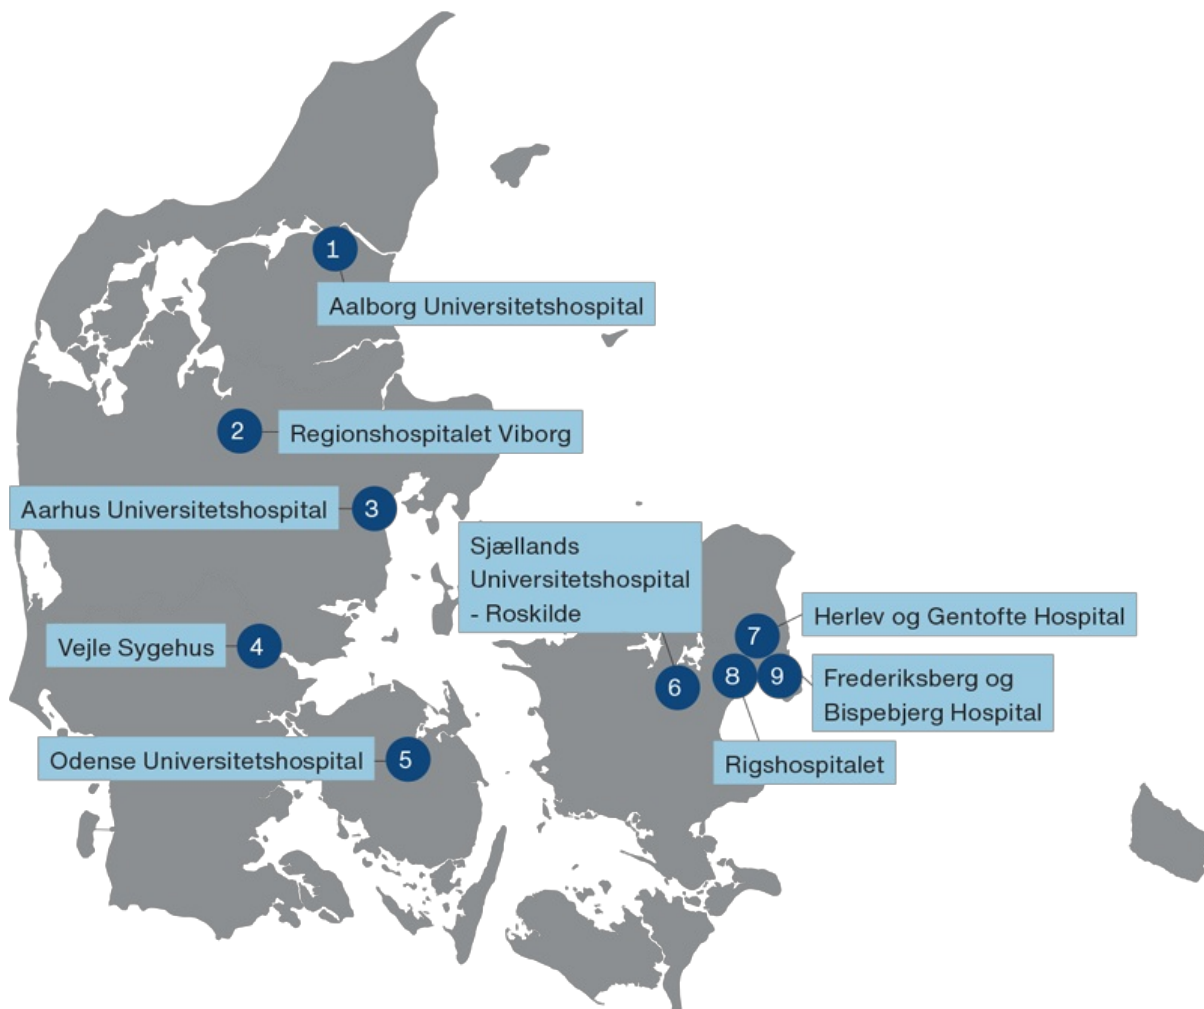 1
Aalborg Universitetshospital
2
Regionshospitalet Viborg
Aarhus Universitetshospital
3
Sjællands
Universitetshospital
- Roskilde
Vejle Sygehus
4
Odense Universitetshospital
5
6
7
Herlev og Gentofte Hospital
8
9
Frederiksberg og
Bispebjerg Hospital
Rigshospitalet